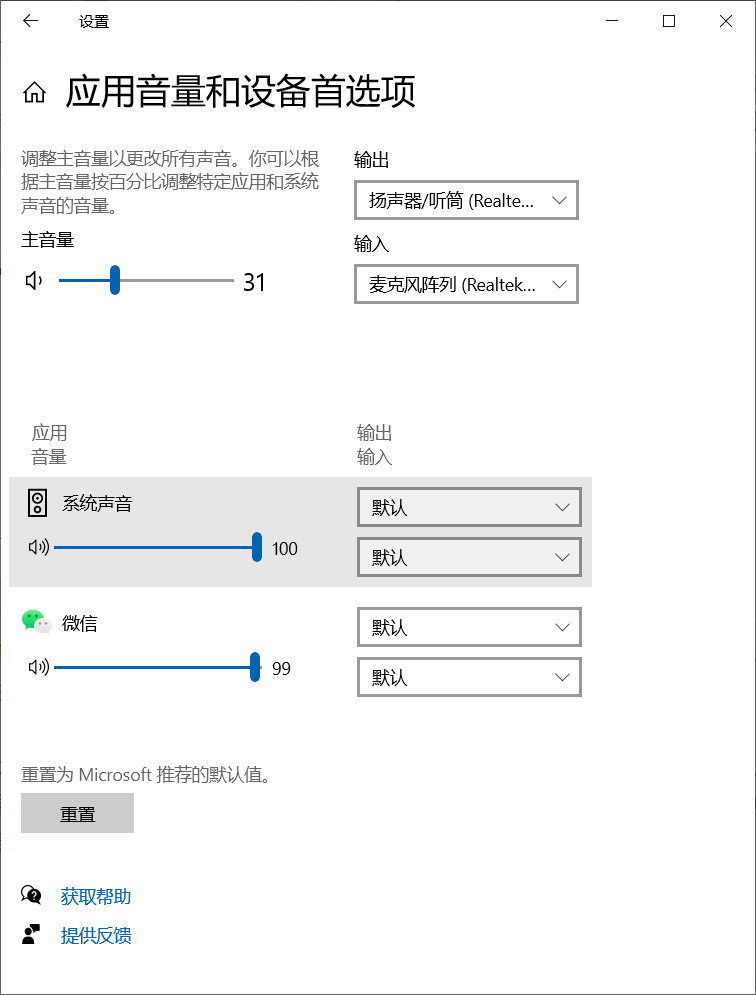 设置
应用音量和设备首选项
调整主音量以更改所有声音。你可以根
据主音量按百分比调整特定应用和系统
声音的音量。
主音量
31
输出
扬声器/听筒 (Realte...
输入
麦克风阵列 (Realtek...
应用
音量
输出
输入
系统声音
100
默认
默认
微信
99
默认
默认
重置为 Microsoft 推荐的默认值。
重置
获取帮助
提供反馈